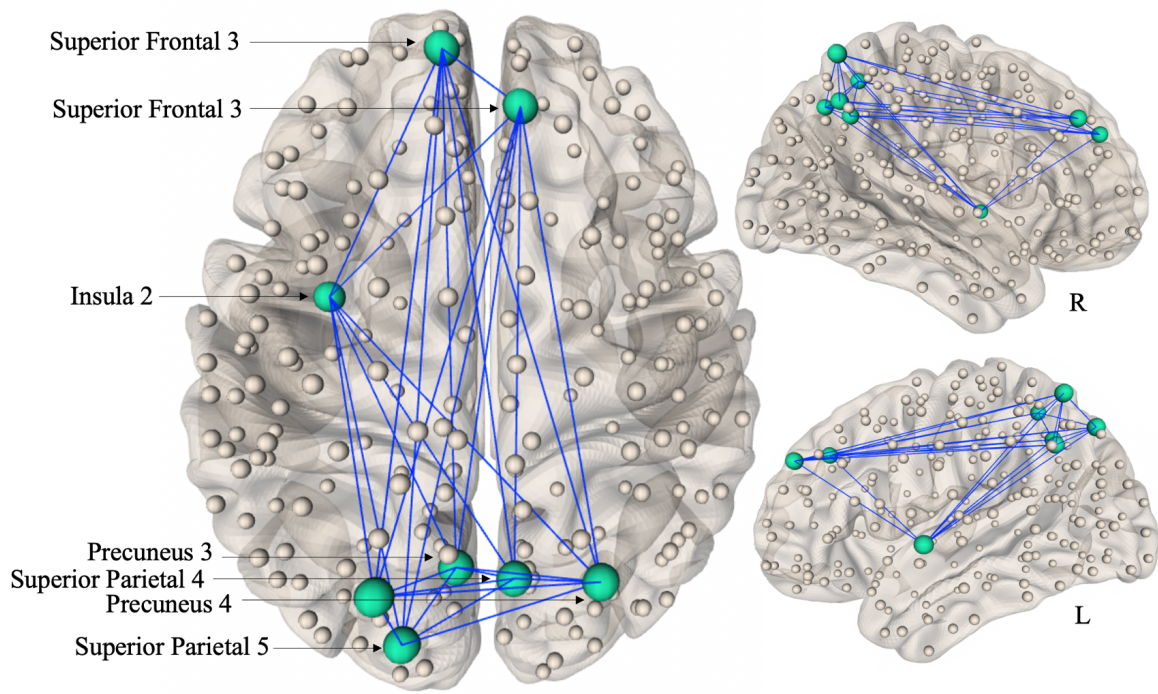 Superior Frontal 3
Superior Frontal 3
Insula 2
R
Precuneus 3
Superior Parietal 4
Precuneus 4
L
Superior Parietal 5